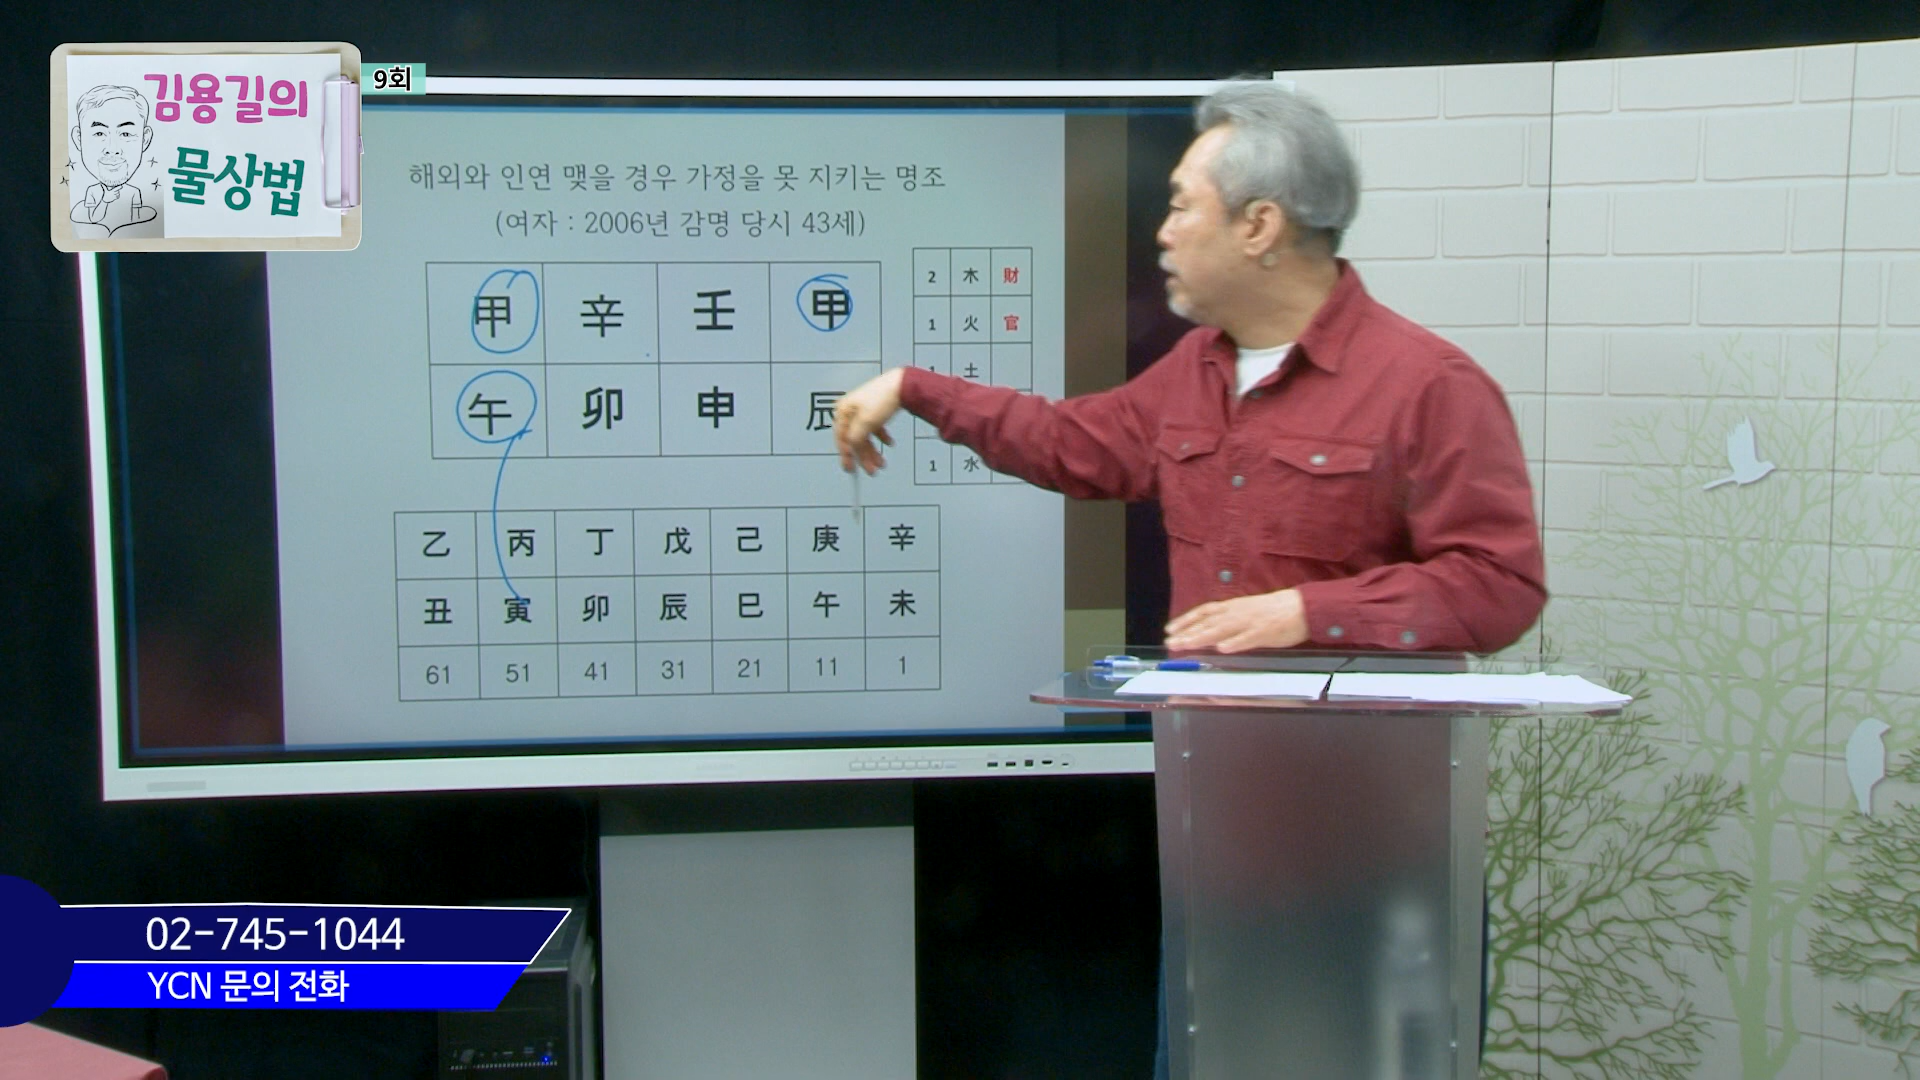 김용길의
물상법
9회
해외와 인연 맺을 경우 가정을 못 지키는 명조
(여자 : 2006년 감명 당시 43세)
甲 辛 壬 甲
午 卯 申 辰
2 木 財
1 火 官
1 土
1 水
乙 丙 丁 戊 己 庚 辛
丑 寅 卯 辰 巳 午 未
61 51 41 31 21 11 1
02-745-1044
YCN 문의 전화